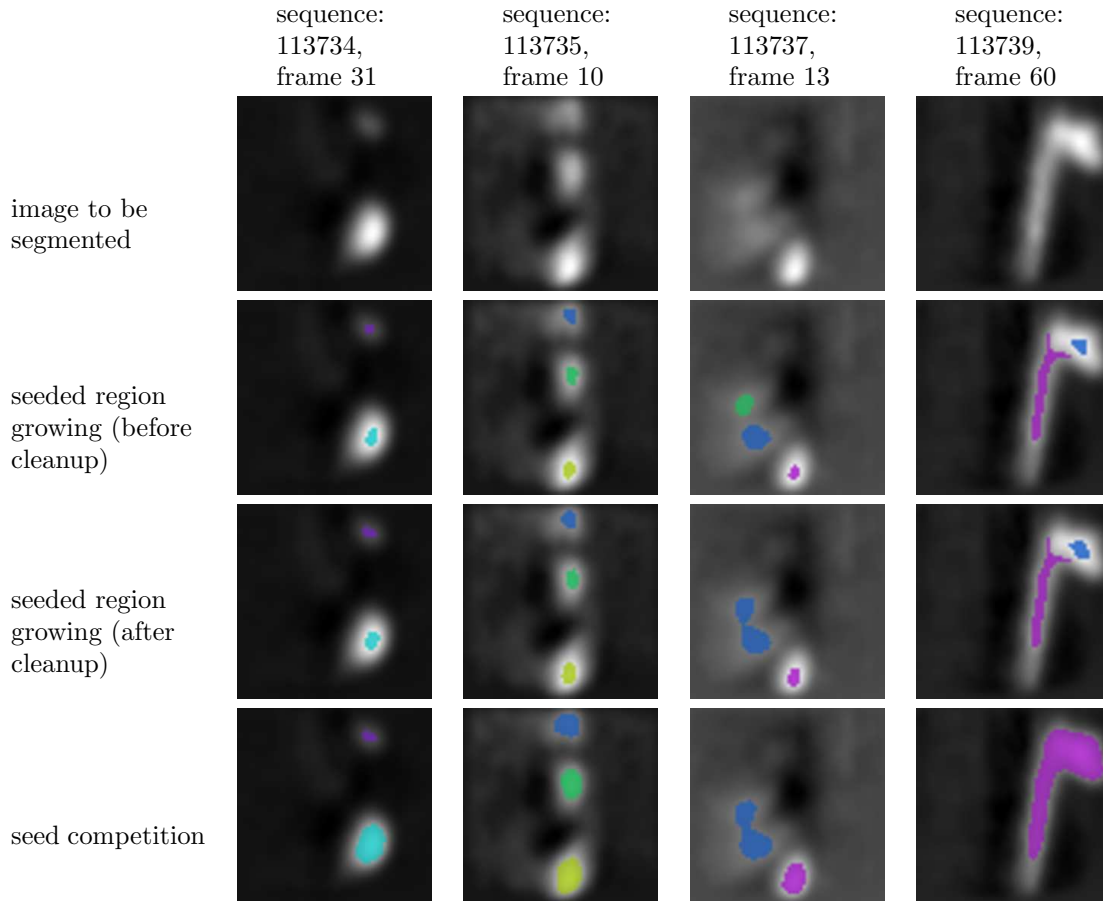 sequence:
113734,
frame 31
sequence:
113735,
frame 10
sequence:
113737,
frame 13
sequence:
113739,
frame 60
image to be
segmented
seeded region
growing (before
cleanup)
seeded region
growing (after
cleanup)
seed competition